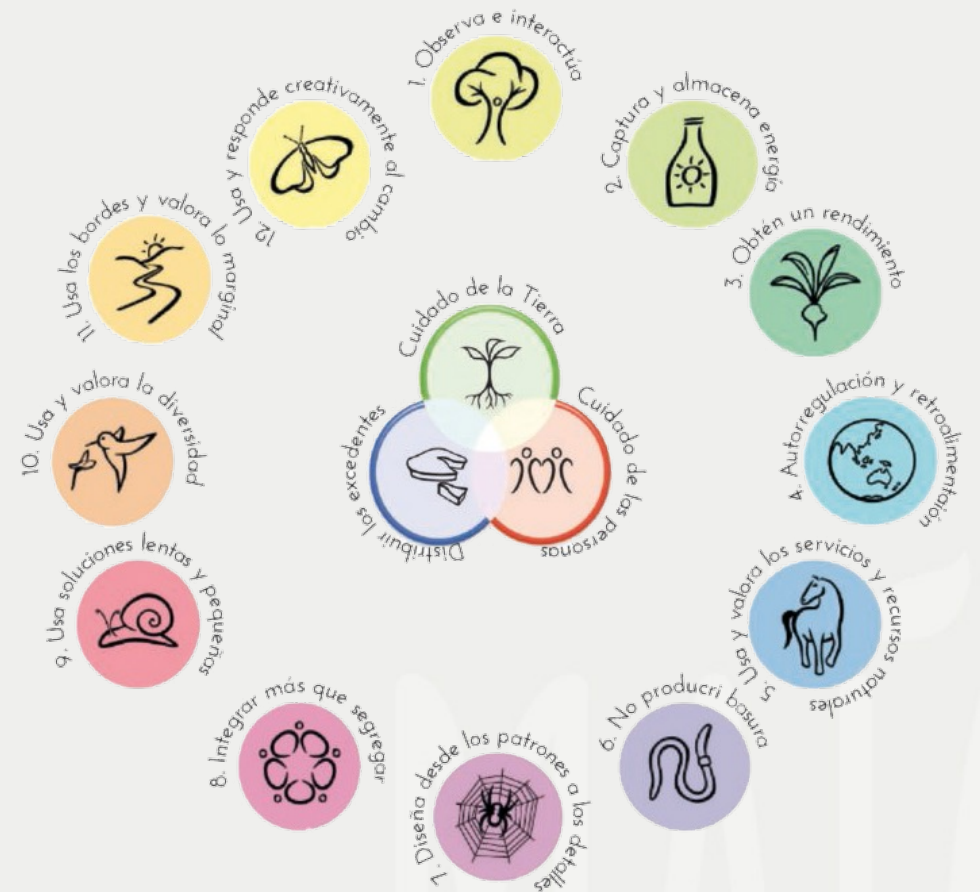 1. Observa e interactúa
2. Captura y almacena energía
3. Obtén un rendimiento
4. Autorregulación y retroalimentaión
5. Usa y valora los servicios y recursos naturales
6. No producri basura
7. Diseña desde los patrones a los detalles
8. Integrar más que segregar
9. Usa soluciones lentas y pequeñas
10. Usa y valora la diversidad
11. Usa los bordes y valora lo marginal
12. Usa y responde creativamente al cambio
Cuidado de la Tierra
Cuidado de las personas
Distribuir los excedentes